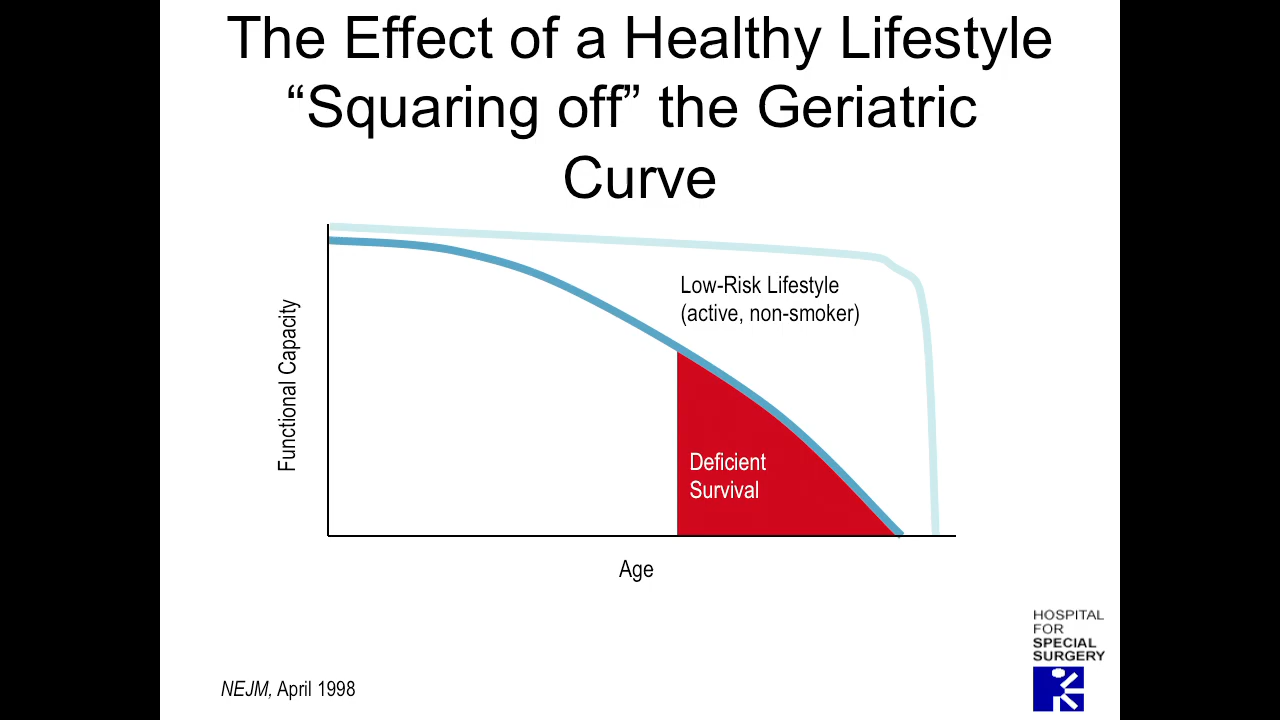 The Effect of a Healthy Lifestyle
“Squaring off” the Geriatric
Curve
Low-Risk Lifestyle
(active, non-smoker)
Functional Capacity
Deficient
Survival
Age
NEJM, April 1998
HOSPITAL
FOR
SPECIAL
SURGERY